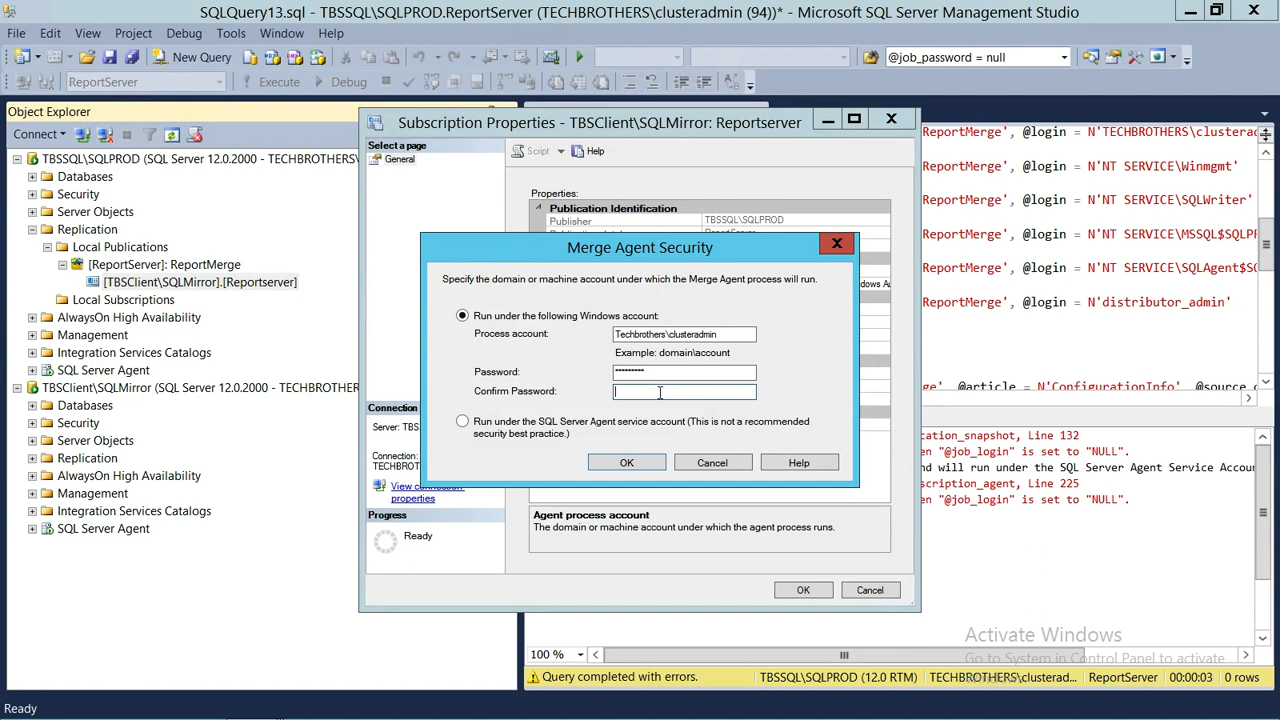 SQLQuery13.sql - TBSSQL\SQLPROD.ReportServer (TECHBROTHERS\clusteradmin (94))* - Microsoft SQL Server Management Studio
File Edit View Project Debug Tools Window Help
New Query @job_password = null
ReportServer Execute Debug
Object Explorer
Connect
TBSSQL\SQLPROD (SQL Server 12.0.2000 - TECHBROTHERS\
Databases
Security
Server Objects
Replication
Local Publications
[ReportServer]: ReportMerge
[TBSClient\SQLMirror].[Reportserver]
Local Subscriptions
AlwaysOn High Availability
Management
Integration Services Catalogs
SQL Server Agent
TBSClient\SQLMirror (SQL Server 12.0.2000 - TECHBROTHERS
Databases
Security
Server Objects
Replication
AlwaysOn High Availability
Management
Integration Services Catalogs
SQL Server Agent
Subscription Properties - TBSClient\SQLMirror: Reportserver
Select a page
General
Script Help
Properties:
Publication Identification
Publisher TBSSQL\SQLPROD
ows Au
Connection
Server: TBS
Connection:
TECHBROTHE
View connection
properties
Progress
Ready
Agent process account
The domain or machine account under which the agent process runs.
OK Cancel
Merge Agent Security
Specify the domain or machine account under which the Merge Agent process will run.
Run under the following Windows account:
Process account: Techbrothers\clusteradmin
Example: domain\account
Password: *********
Confirm Password:
Run under the SQL Server Agent service account (This is not a recommended
security best practice.)
OK Cancel Help
ReportMerge', @login = N'TECHBROTHERS\clustera
ReportMerge', @login = N'NT SERVICE\Winmgmt'
ReportMerge', @login = N'NT SERVICE\SQLWriter'
ReportMerge', @login = N'NT SERVICE\MSSQL$SQLP
ReportMerge', @login = N'NT SERVICE\SQLAgent$S
ReportMerge', @login = N'distributor_admin'
ge', @article = N'ConfigurationInfo', @source_o
cation_snapshot, Line 132
en "@job_login" is set to "NULL".
and will run under the SQL Server Agent Service Accou
scription_agent, Line 225
en "@job_login" is set to "NULL".
Activate Windows
Go to System in Control Panel to activate
100 %
Query completed with errors. TBSSQL\SQLPROD (12.0 RTM) TECHBROTHERS\clusterad... ReportServer 00:00:03 0 rows
Ready